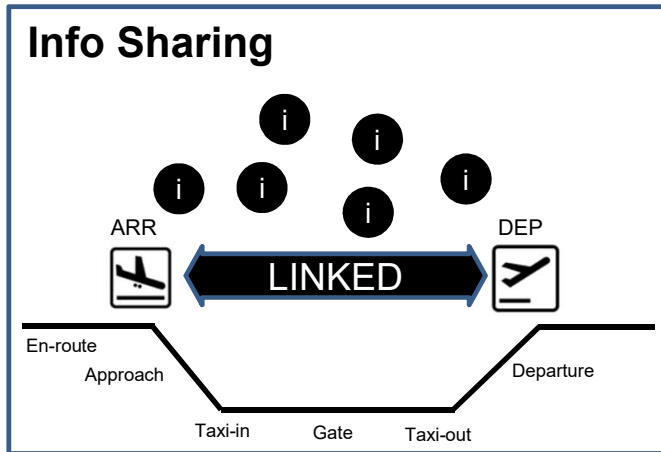 Info Sharing
i
i
i
i
i
i
ARR
DEP
LINKED
En-route
Approach
Departure
Taxi-in
Gate
Taxi-out